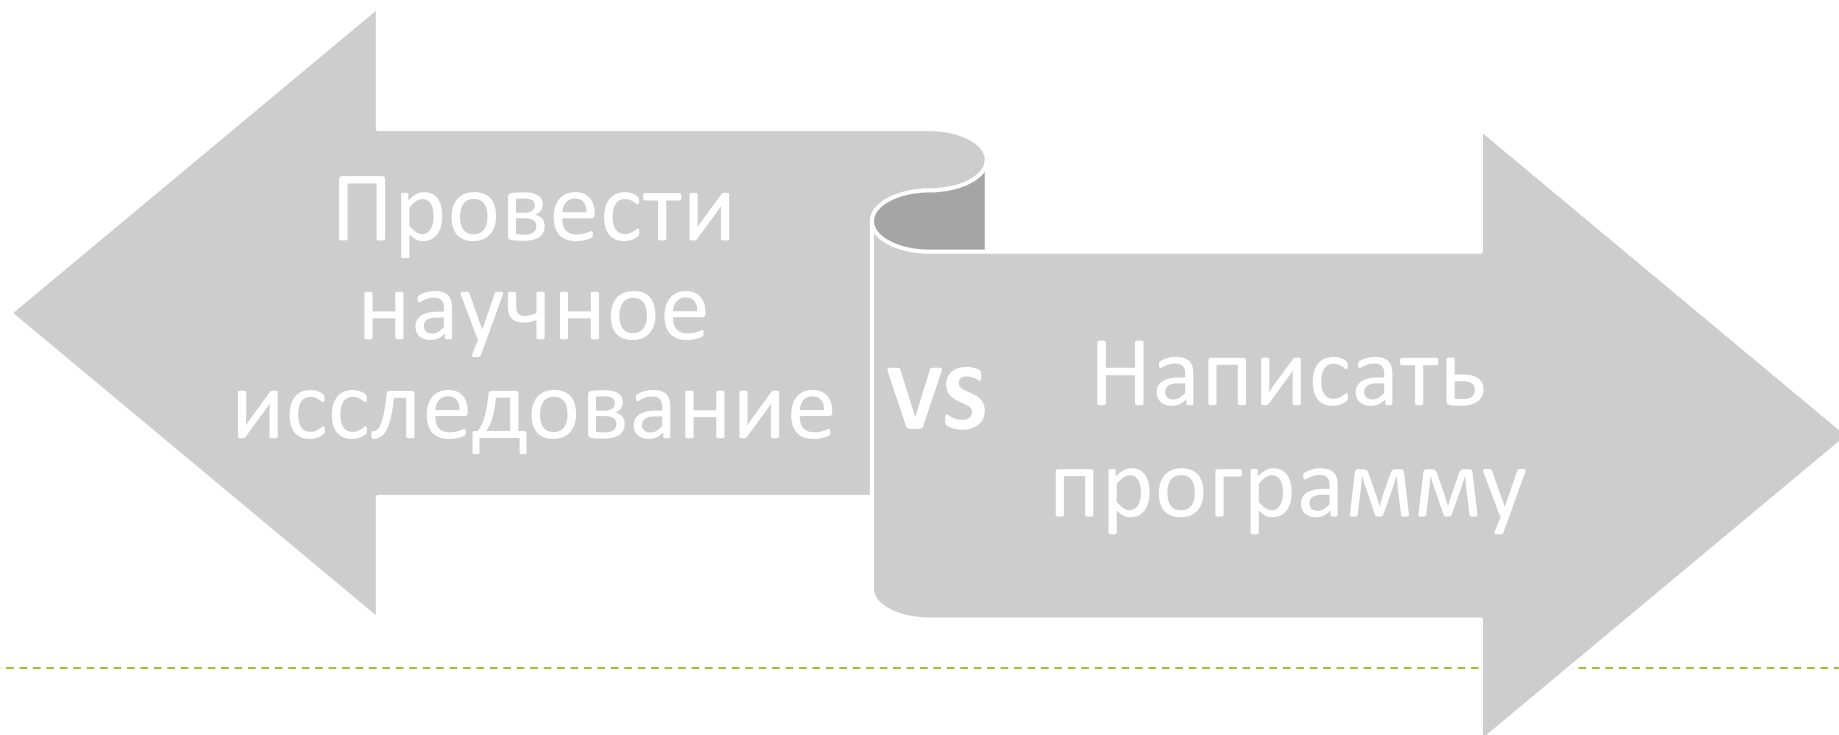 Провести
научное
исследование
VS
Написать
программу